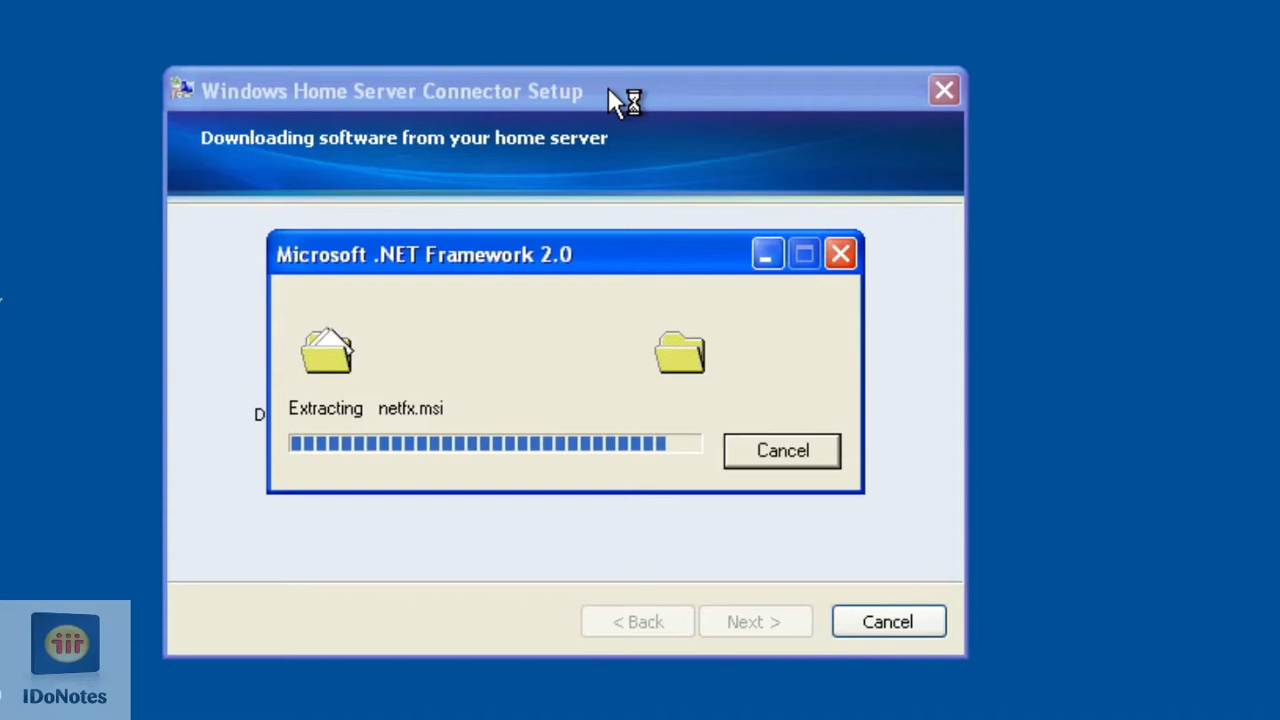 Windows Home Server Connector Setup
Downloading software from your home server
Microsoft .NET Framework 2.0
Extracting netfx.msi
D
Cancel
< Back
Next >
Cancel
IDoNotes